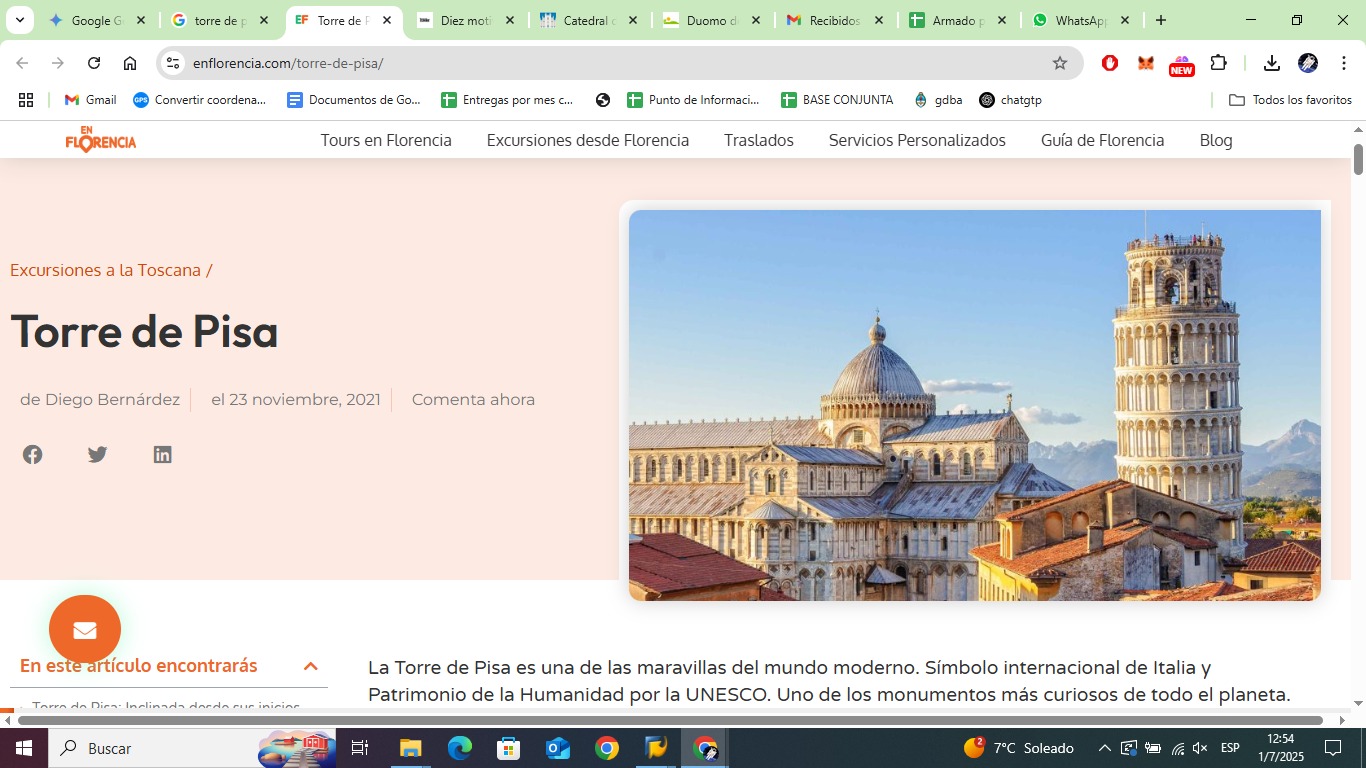 Google G
torre de p
EF Torre de P
Diez moti
Catedral
Duomo d
Recibidos
Armado p
WhatsApp
enflorencia.com/torre-de-pisa/
NEW
Gmail
GPS Convertir coordena...
Documentos de Go...
Entregas por mes c...
Punto de Informaci...
BASE CONJUNTA
gdba
chatgtp
Todos los favoritos
EN
FLORENCIA
Tours en Florencia
Excursiones desde Florencia
Traslados
Servicios Personalizados
Guía de Florencia
Blog
Excursiones a la Toscana /
Torre de Pisa
de Diego Bernárdez
el 23 noviembre, 2021
Comenta ahora
En este artículo encontrarás
Torre de Pisa: Inclinada desde sus inicios
La Torre de Pisa es una de las maravillas del mundo moderno. Símbolo internacional de Italia y
Patrimonio de la Humanidad por la UNESCO. Uno de los monumentos más curiosos de todo el planeta.
Buscar
2
7°C Soleado
ESP
12:54
1/7/2025